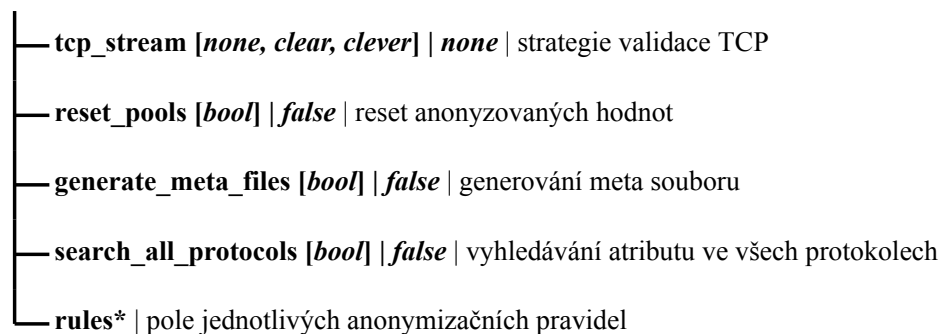 tcp_stream [none, clear, clever] | none | strategie validace TCP
reset_pools [bool] | false | reset anonyzovaných hodnot
generate_meta_files [bool] | false | generování meta souboru
search_all_protocols [bool] | false | vyhledávání atributu ve všech protokolech
rules* | pole jednotlivých anonymizačních pravidel